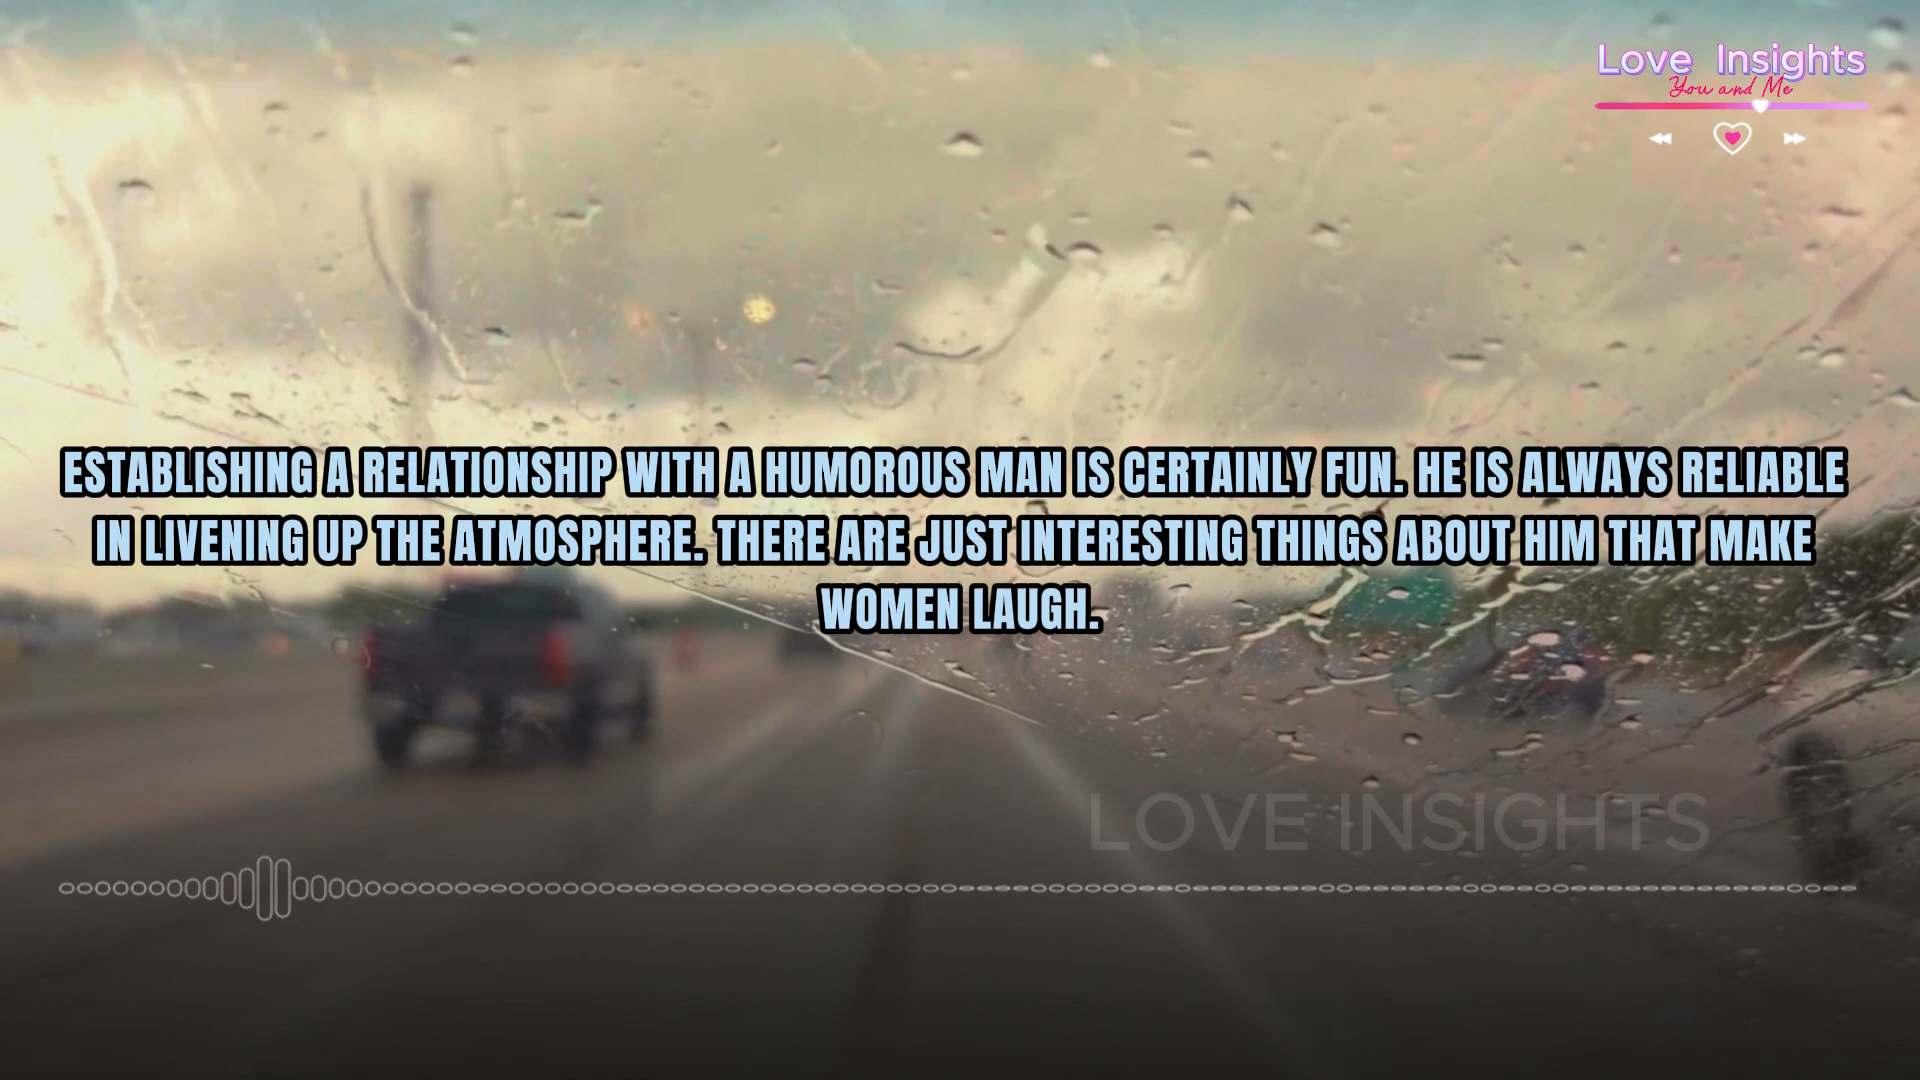 Love Insights
You and Me
ESTABLISHING A RELATIONSHIP WITH A HUMOROUS MAN IS CERTAINLY FUN. HE IS ALWAYS RELIABLE
IN LIVENING UP THE ATMOSPHERE. THERE ARE JUST INTERESTING THINGS ABOUT HIM THAT MAKE
WOMEN LAUGH.
LOVE INSIGHTS